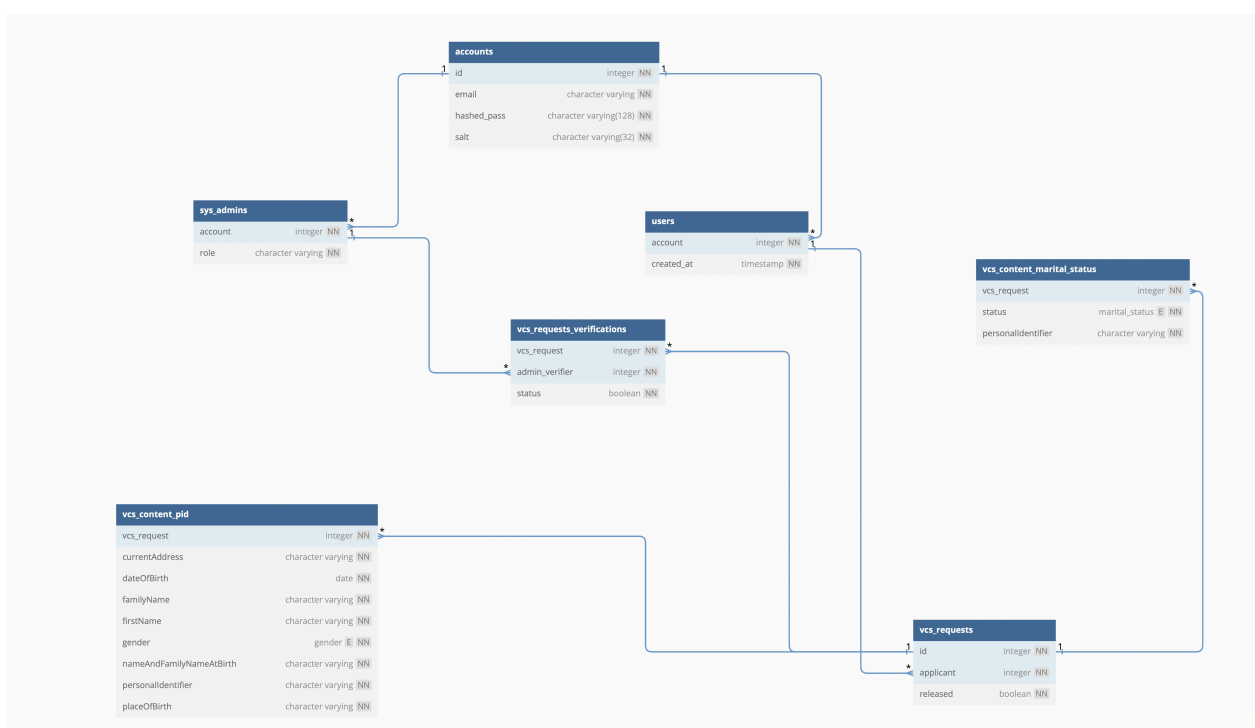 accounts
1 id integer NN 1
email character varying NN
hashed_pass character varying(128) NN
salt character varying(32) NN
sys_admins
*
account integer NN 1
role character varying NN
users
*
account integer NN 1
created_at timestamp NN
vcs_content_marital_status
*
vcs_request integer NN
status marital_status E NN
personalIdentifier character varying NN
vcs_requests_verifications
vcs_request integer NN *
* admin_verifier integer NN
status boolean NN
vcs_content_pid
vcs_request integer NN *
currentAddress character varying NN
dateOfBirth date NN
familyName character varying NN
firstName character varying NN
gender gender E NN
nameAndFamilyNameAtBirth character varying NN
personalIdentifier character varying NN
placeOfBirth character varying NN
vcs_requests
1 id integer NN 1
* applicant integer NN
released boolean NN